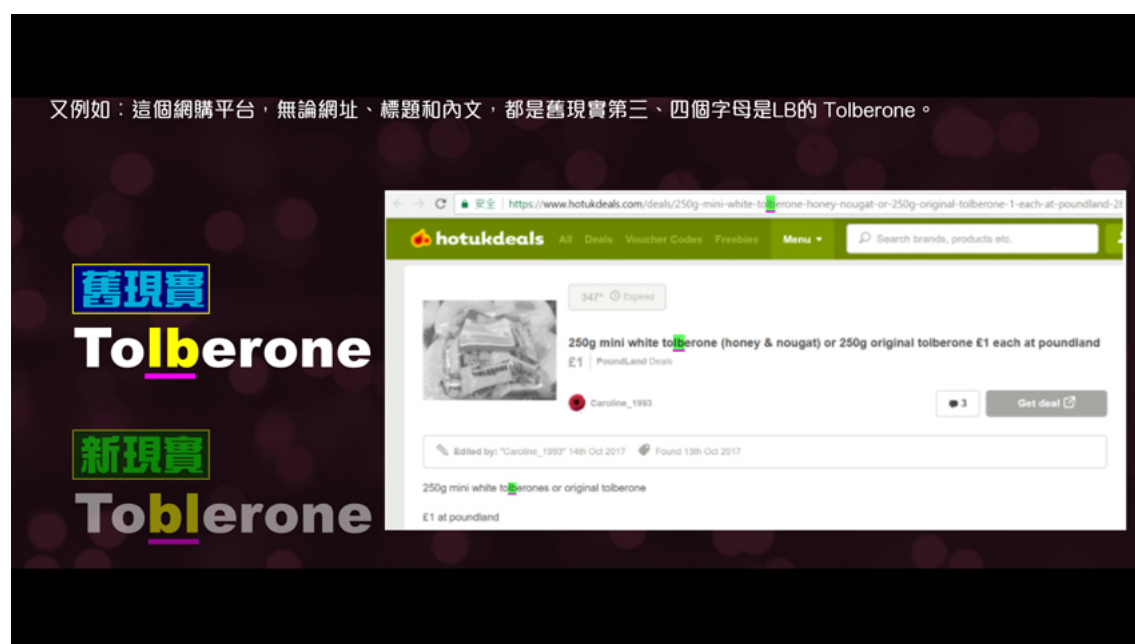 又例如：這個網購平台，無論網址、標題和內文，都是舊現實第三、四個字母是LB的 Tolberone。
安全 https://www.hotukdeals.com/deals/250g-mini-white-tolberone-honey-nougat-or-250g-original-tolberone-1-each-at-poundland-28
hotukdeals All Deals Voucher Codes Freebies Menu Search brands, products etc.
舊現實
Tolberone
347° Expired
250g mini white tolberone (honey & nougat) or 250g original tolberone £1 each at poundland
£1 PoundLand Deals
Caroline_1993 3 Get deal
新現實
Toblerone
Edited by: "Caroline_1993" 14th Oct 2017 Found 13th Oct 2017
250g mini white tolberones or original tolberone
£1 at poundland